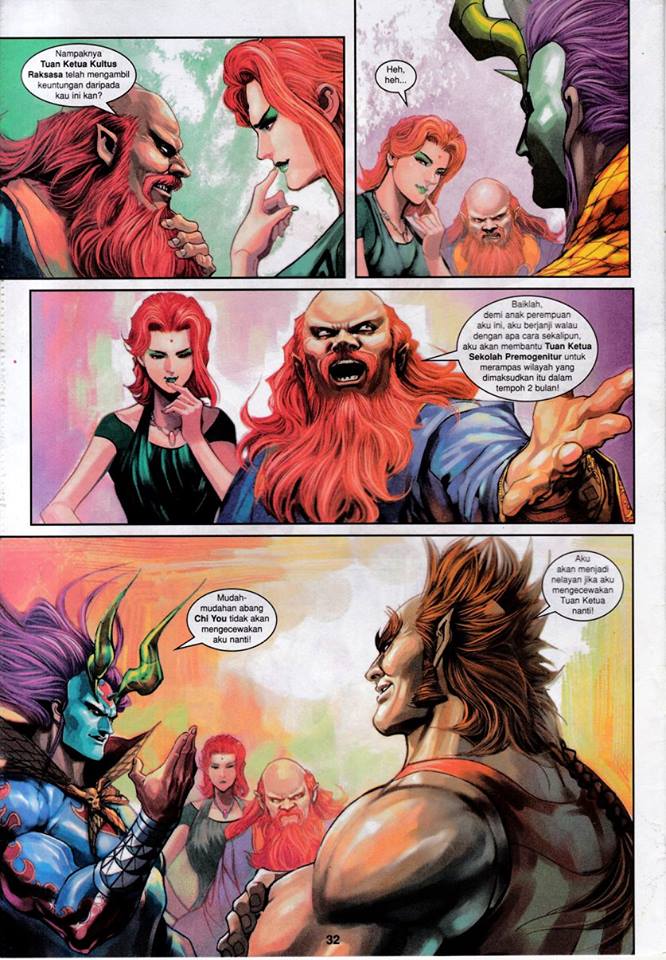 Nampaknya
Tuan Ketua Kultus
Raksasa telah mengambil
keuntungan daripada
kau ini kan?
Heh,
heh...
Baiklah,
demi anak perempuan
aku ini, aku berjanji walau
dengan apa cara sekalipun,
aku akan membantu Tuan Ketua
Sekolah Premogenitur untuk
merampas wilayah yang
dimaksudkan itu dalam
tempoh 2 bulan!
Mudah-
mudahan abang
Chi You tidak akan
mengecewakan
aku nanti!
Aku
akan menjadi
nelayan jika aku
mengecewakan
Tuan Ketua
nanti!
32